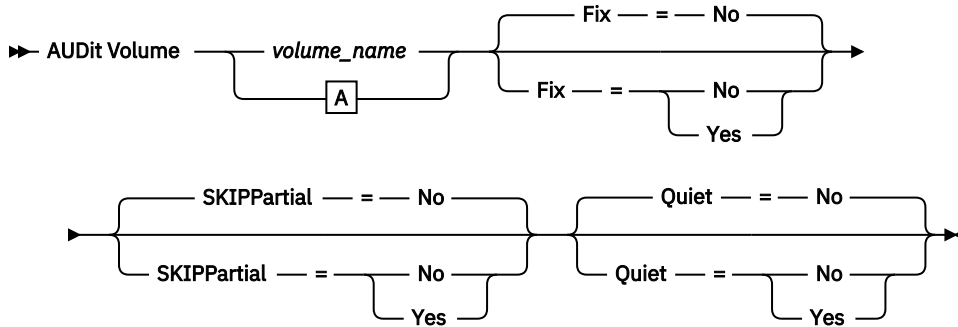 Fix = No
AUDit Volume volume_name
A
Fix = No
Yes
SKIPPartial = No
Quiet = No
SKIPPartial = No
Yes
Quiet = No
Yes